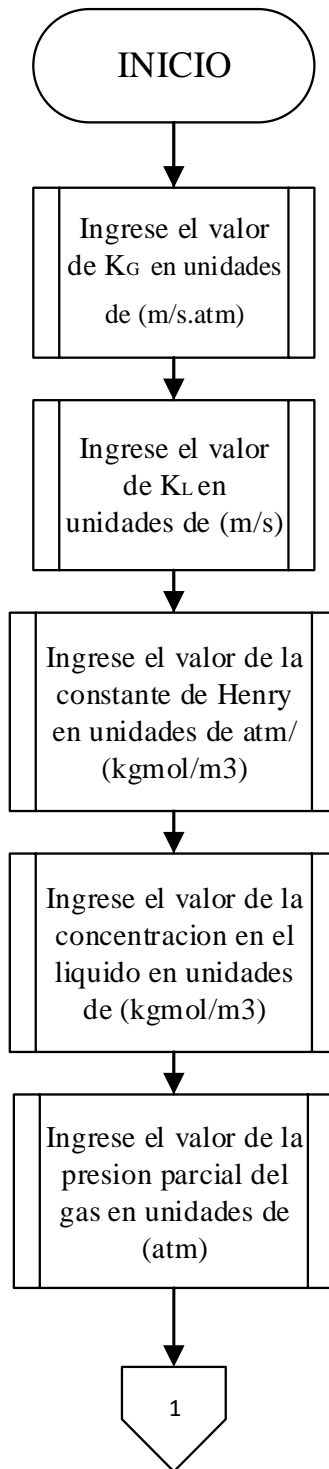 INICIO
Ingrese el valor
de KG en unidades
de (m/s.atm)
Ingrese el valor
de KL en
unidades de (m/s)
Ingrese el valor de la
constante de Henry
en unidades de atm/
(kgmol/m3)
Ingrese el valor de la
concentracion en el
liquido en unidades
de (kgmol/m3)
Ingrese el valor de la
presion parcial del
gas en unidades de
(atm)
1